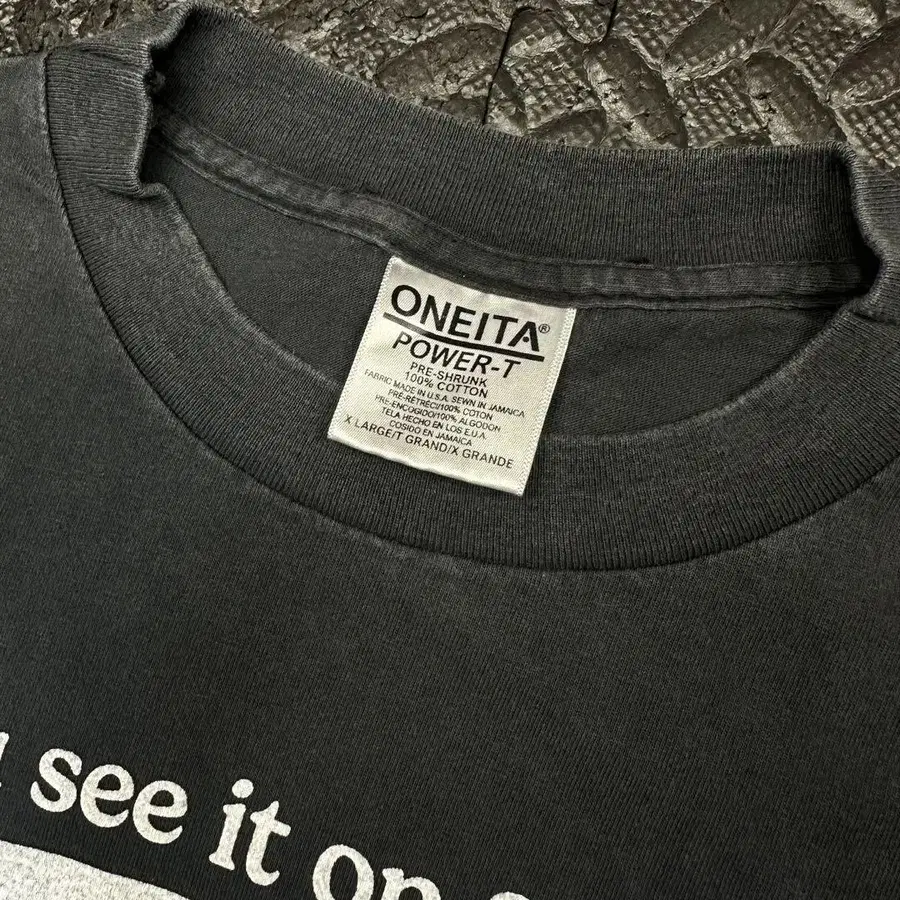 ONEITA®
POWER-T
PRE-SHRUNK
100% COTTON
FABRIC MADE IN U.S.A. SEWN IN JAMAICA
PRÉ-RÉTRÉCI/100% COTON
PRE-ENCOGIDO/100% ALGODON
TELA HECHO EN LOS E.U.A.
COSIDO EN JAMAICA
X LARGE/T GRAND/X GRANDE
see it on